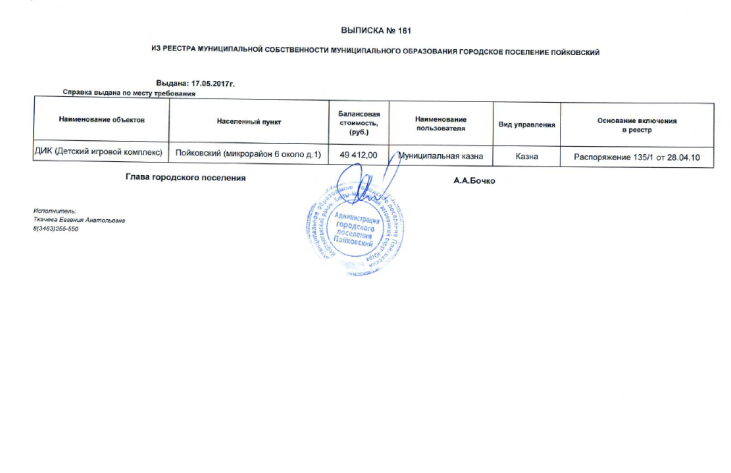 ВЫПИСКА № 161
ИЗ РЕЕСТРА МУНИЦИПАЛЬНОЙ СОБСТВЕННОСТИ МУНИЦИПАЛЬНОГО ОБРАЗОВАНИЯ ГОРОДСКОЕ ПОСЕЛЕНИЕ ПОЙКОВСКИЙ
Выдана: 17.05.2017г.
Справка выдана по месту требования
Наименование объектов
Населенный пункт
Балансовая стоимость, (руб.)
Наименование пользователя
Вид управления
Основание включения в реестр
ДИК (Детский игровой комплекс)
Пойковский (микрорайон 6 около д.1)
49 412,00
Муниципальная казна
Казна
Распоряжение 135/1 от 28.04.10
Глава городского поселения
А.А.Бочко
Администрация
городского
поселения
Пойковский
Исполнитель:
Ткачева Евгения Анатольевна
8(3463)255-550